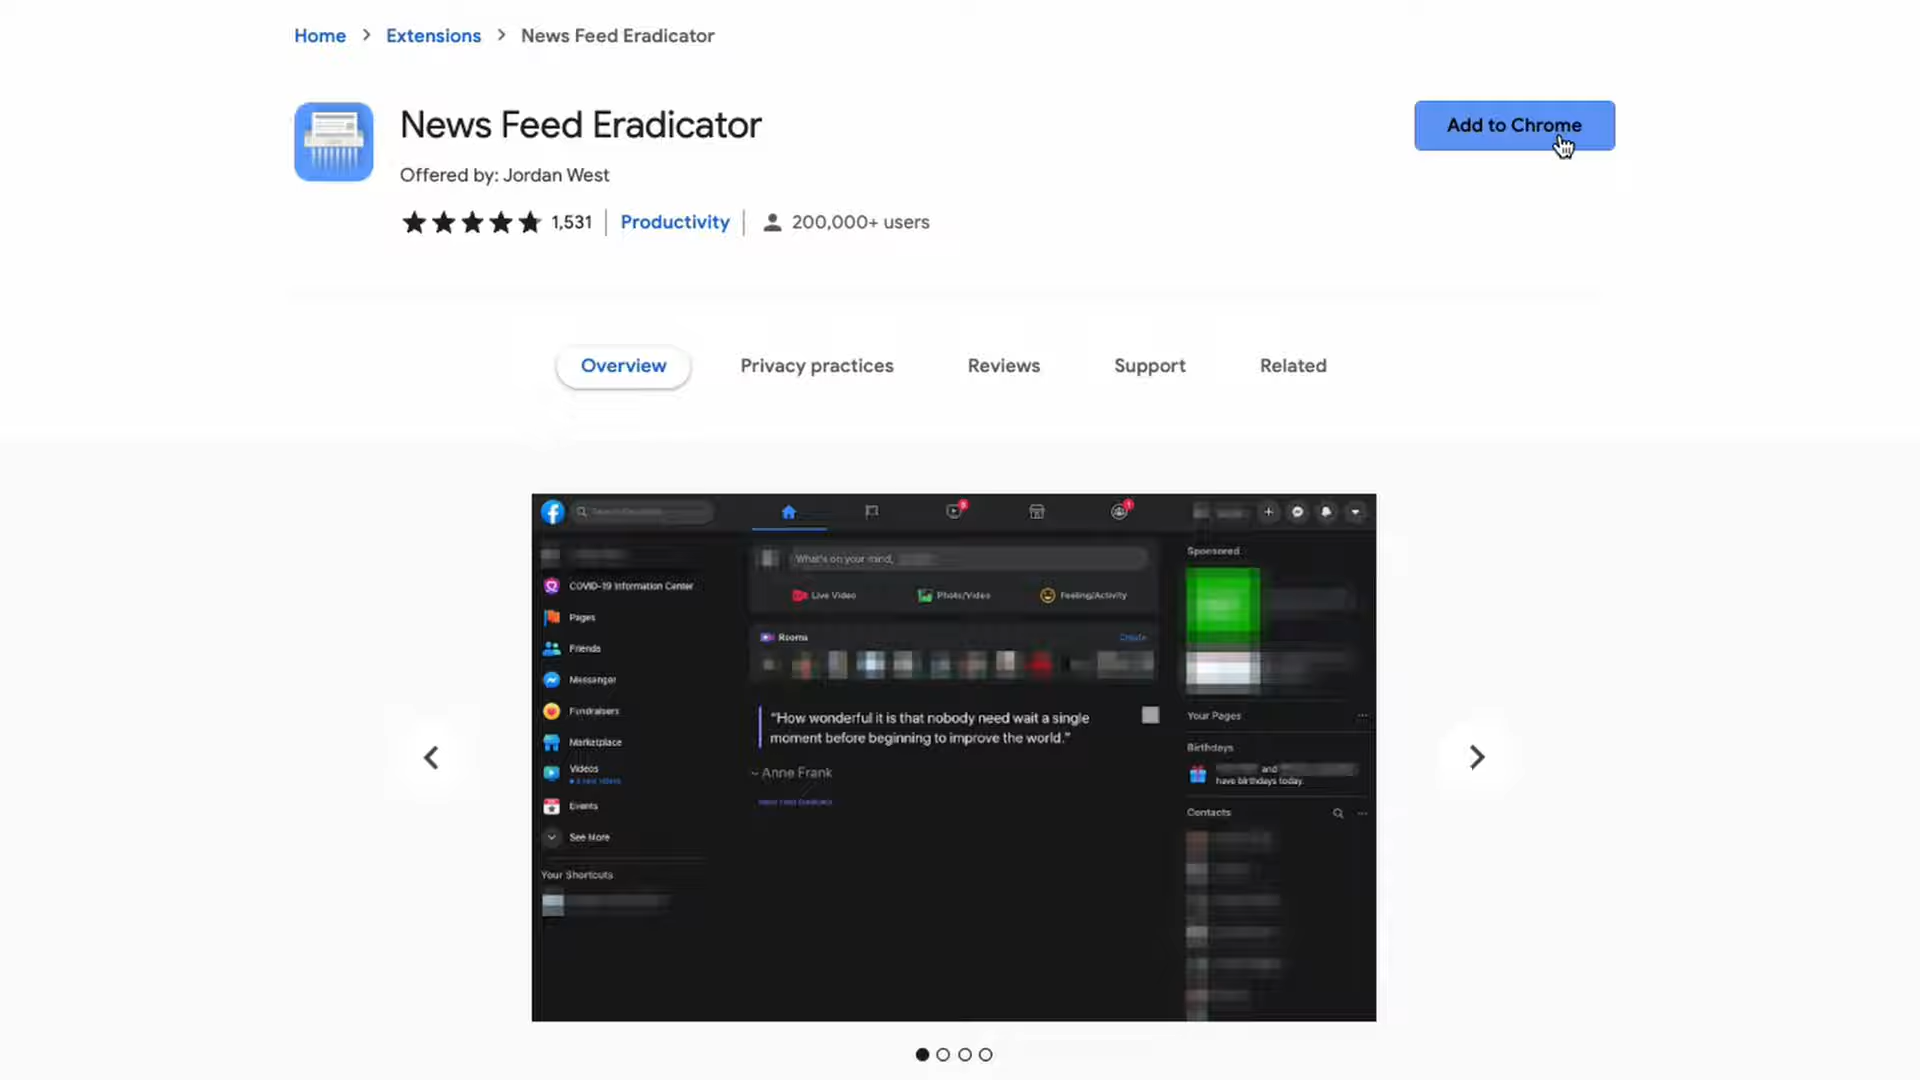 Home > Extensions > News Feed Eradicator
News Feed Eradicator
Add to Chrome
Offered by: Jordan West
1,531
Productivity
200,000+ users
Overview
Privacy practices
Reviews
Support
Related
What's on your mind,
Live Video
Photo/Video
Feeling/Activity
Rooms
Create
"How wonderful it is that nobody need wait a single
moment before beginning to improve the world."
~ Anne Frank
COVID-19 Information Center
Pages
Friends
Messenger
Fundraisers
Marketplace
Videos
Events
See More
Your Shortcuts
Sponsored
Your Pages
Birthdays
and
have birthdays today.
Contacts